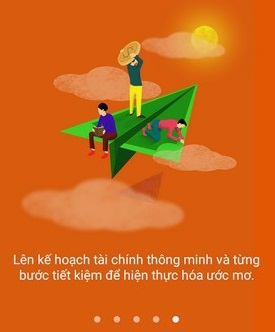 Lên kế hoạch tài chính thông minh và từng
bước tiết kiệm để hiện thực hóa ước mơ.